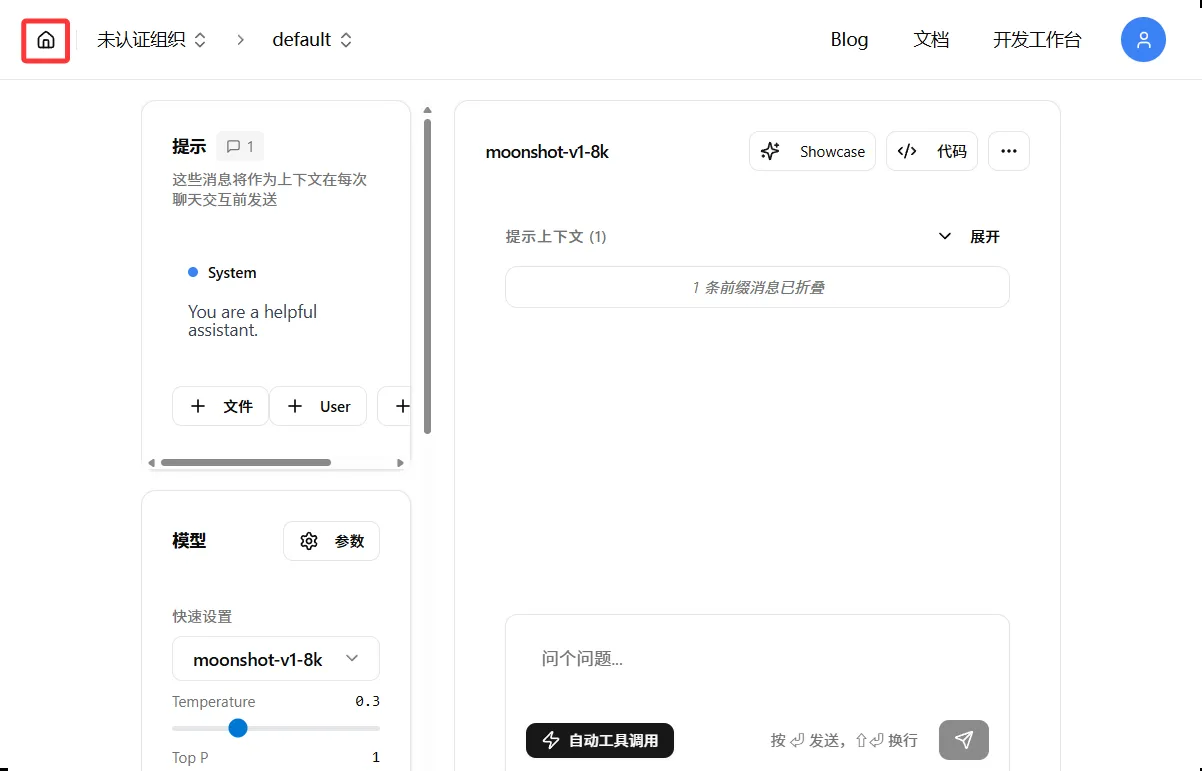 未认证组织
default
Blog
文档
开发工作台
提示
1
这些消息将作为上下文在每次
聊天交互前发送
System
You are a helpful
assistant.
文件
User
模型
参数
快速设置
moonshot-v1-8k
Temperature
0.3
Top P
1
moonshot-v1-8k
Showcase
代码
提示上下文 (1)
展开
1 条前缀消息已折叠
问个问题...
自动工具调用
按 ⏎ 发送，⇧⏎ 换行